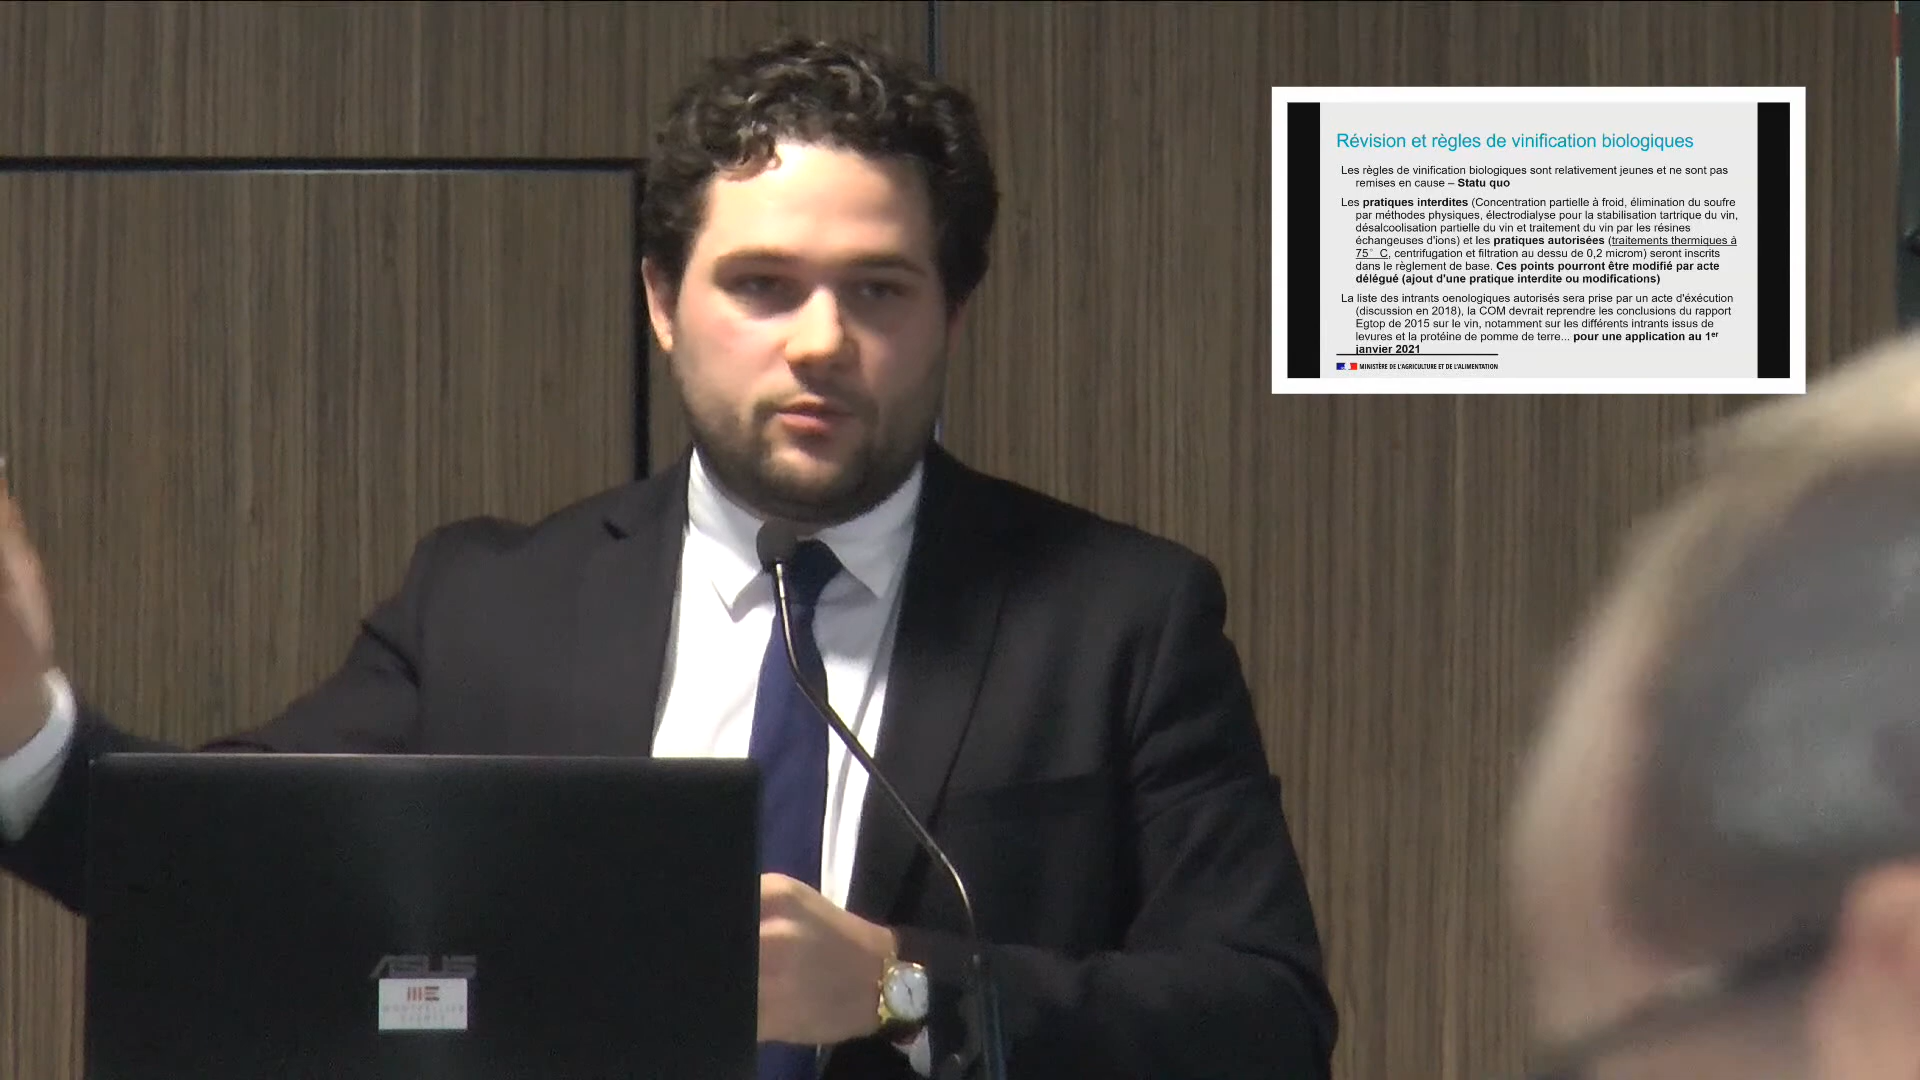 Révision et règles de vinification biologiques
Les règles de vinification biologiques sont relativement jeunes et ne sont pas
remises en cause – Statu quo
Les pratiques interdites (Concentration partielle à froid, élimination du soufre
par méthodes physiques, électrodialyse pour la stabilisation tartrique du vin,
désalcoolisation partielle du vin et traitement du vin par les résines
échangeuses d'ions) et les pratiques autorisées (traitements thermiques à
75° C, centrifugation et filtration au dessu de 0,2 microm) seront inscrits
dans le règlement de base. Ces points pourront être modifié par acte
délégué (ajout d'une pratique interdite ou modifications)
La liste des intrants oenologiques autorisés sera prise par un acte d'éxécution
(discussion en 2018), la COM devrait reprendre les conclusions du rapport
Egtop de 2015 sur le vin, notamment sur les différents intrants issus de
levures et la protéine de pomme de terre... pour une application au 1er
janvier 2021
MINISTÈRE DE L'AGRICULTURE ET DE L'ALIMENTATION
ASUS